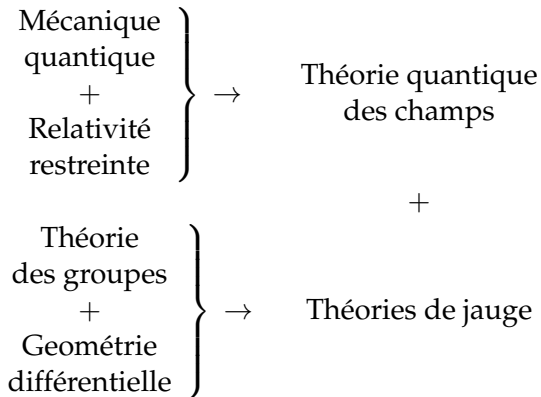 Mécanique
quantique
+
Relativité
restreinte
→
Théorie quantique
des champs
+
Théorie
des groupes
+
Geométrie
différentielle
→
Théories de jauge